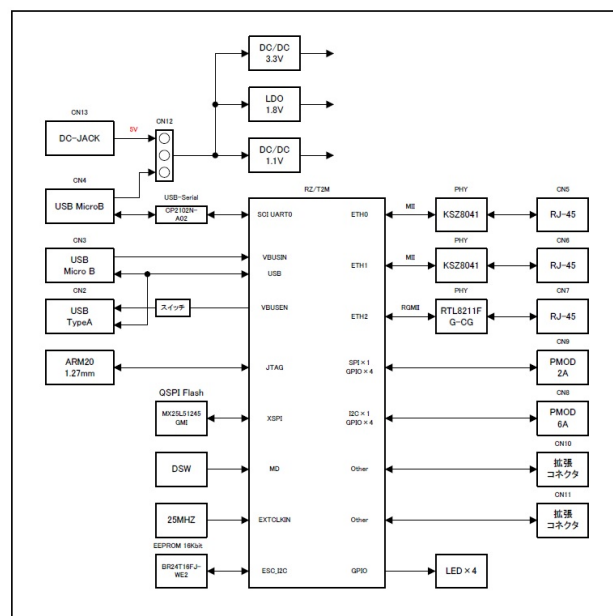 DC/DC
3.3V
LDO
1.8V
DC/DC
1.1V
CN13
DC-JACK
5V
CN12
CN4
USB MicroB
USB-Serial
CP2102N-
A02
RZ/T2M
SCI UART0
CN3
USB
Micro B
VBUSIN
USB
CN2
USB
TypeA
スイッチ
VBUSEN
ARM20
1.27mm
JTAG
QSPI Flash
MX25L51245
GMI
XSPI
DSW
MD
25MHZ
EXTCLKIN
EEPROM 16Kbit
BR24T16FJ-
WE2
ESC_I2C
ETH0
MII
PHY
KSZ8041
CN5
RJ-45
ETH1
MII
PHY
KSZ8041
CN6
RJ-45
ETH2
RGMII
PHY
RTL8211F
G-CG
CN7
RJ-45
SPI×1
GPIO×4
CN9
PMOD
2A
I2C×1
GPIO×4
CN8
PMOD
6A
Other
CN10
拡張
コネクタ
Other
CN11
拡張
コネクタ
GPIO
LED×4